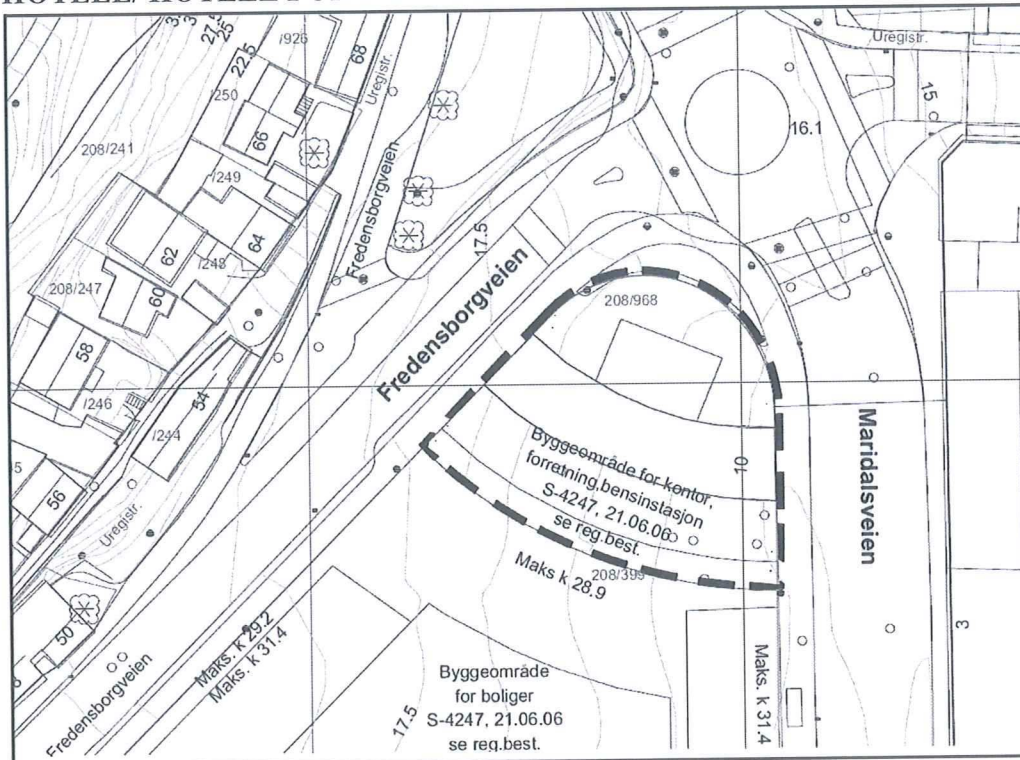 27.5
25
22.5
/926
68
Uregistr.
/250
66
208/241
/249
Fredensborgveien
62
64
/248
208/247
60
58
/246
54
/244
56
Uregistr.
50
Fredensborgveien
Uregistr.
15
16.1
17.5
Fredensborgveien
208/968
10
Byggeområde for kontor,
forretning,bensinstasjon
S-4247, 21.06.06
se reg.best.
Maks k 28.9
208/399
Maridalsveien
3
Maks. k 29.2
Maks. k 31.4
17.5
Byggeområde
for boliger
S-4247, 21.06.06
se reg.best.
Maks. k 31.4